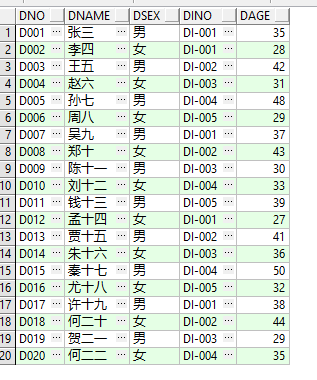 DNO DNAME DSEX DINO DAGE
1 D001 ··· 张三 ··· 男 DI-001 ··· 35
2 D002 ··· 李四 ··· 女 DI-001 ··· 28
3 D003 ··· 王五 ··· 男 DI-002 ··· 42
4 D004 ··· 赵六 ··· 女 DI-003 ··· 31
5 D005 ··· 孙七 ··· 男 DI-004 ··· 48
6 D006 ··· 周八 ··· 女 DI-005 ··· 29
7 D007 ··· 吴九 ··· 男 DI-001 ··· 37
8 D008 ··· 郑十 ··· 女 DI-002 ··· 43
9 D009 ··· 陈十一 ··· 男 DI-003 ··· 30
10 D010 ··· 刘十二 ··· 女 DI-004 ··· 33
11 D011 ··· 钱十三 ··· 男 DI-005 ··· 39
12 D012 ··· 孟十四 ··· 女 DI-001 ··· 27
13 D013 ··· 贾十五 ··· 男 DI-002 ··· 41
14 D014 ··· 朱十六 ··· 女 DI-003 ··· 36
15 D015 ··· 秦十七 ··· 男 DI-004 ··· 50
16 D016 ··· 尤十八 ··· 女 DI-005 ··· 32
17 D017 ··· 许十九 ··· 男 DI-001 ··· 38
18 D018 ··· 何二十 ··· 女 DI-002 ··· 44
19 D019 ··· 贺二一 ··· 男 DI-003 ··· 29
20 D020 ··· 何二二 ··· 女 DI-004 ··· 35